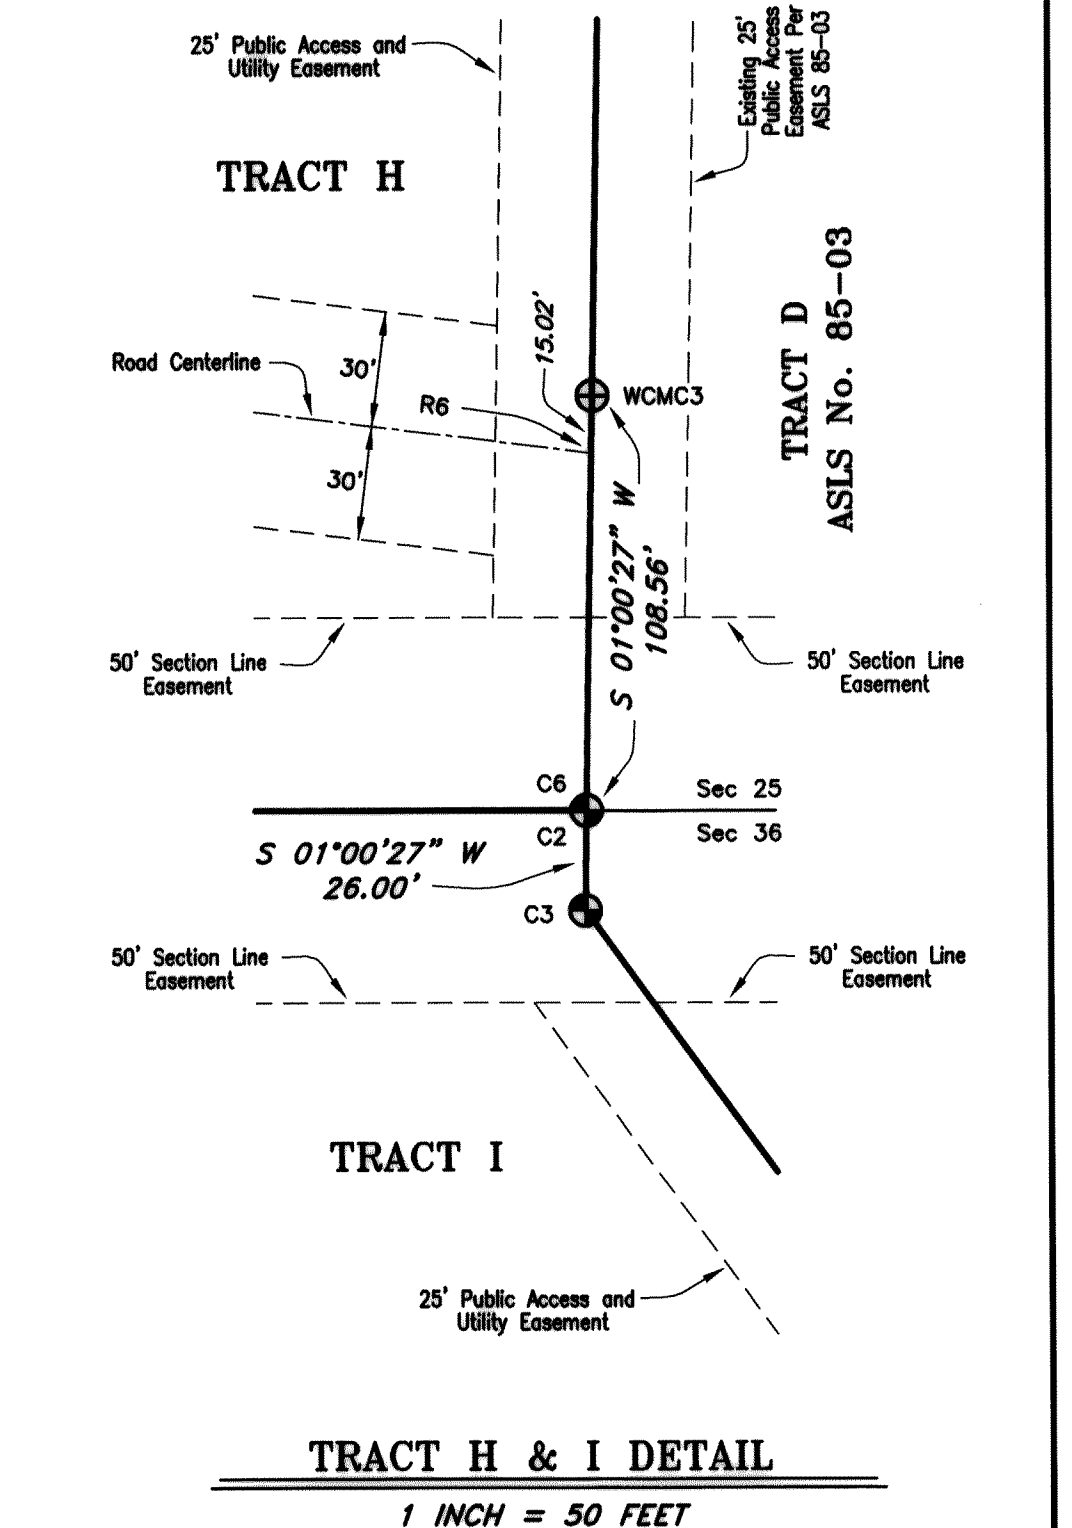 25' Public Access and
Utility Easement
Existing 25'
Public Access
Easement Per
ASLS 85-03
TRACT H
TRACT D
ASLS No. 85-03
15.02'
Road Centerline
30'
R6
WCMC3
30'
S 01°00'27" W
108.56'
50' Section Line
Easement
50' Section Line
Easement
C6
Sec 25
C2
Sec 36
S 01°00'27" W
26.00'
C3
50' Section Line
Easement
50' Section Line
Easement
TRACT I
25' Public Access and
Utility Easement
TRACT H & I DETAIL
1 INCH = 50 FEET